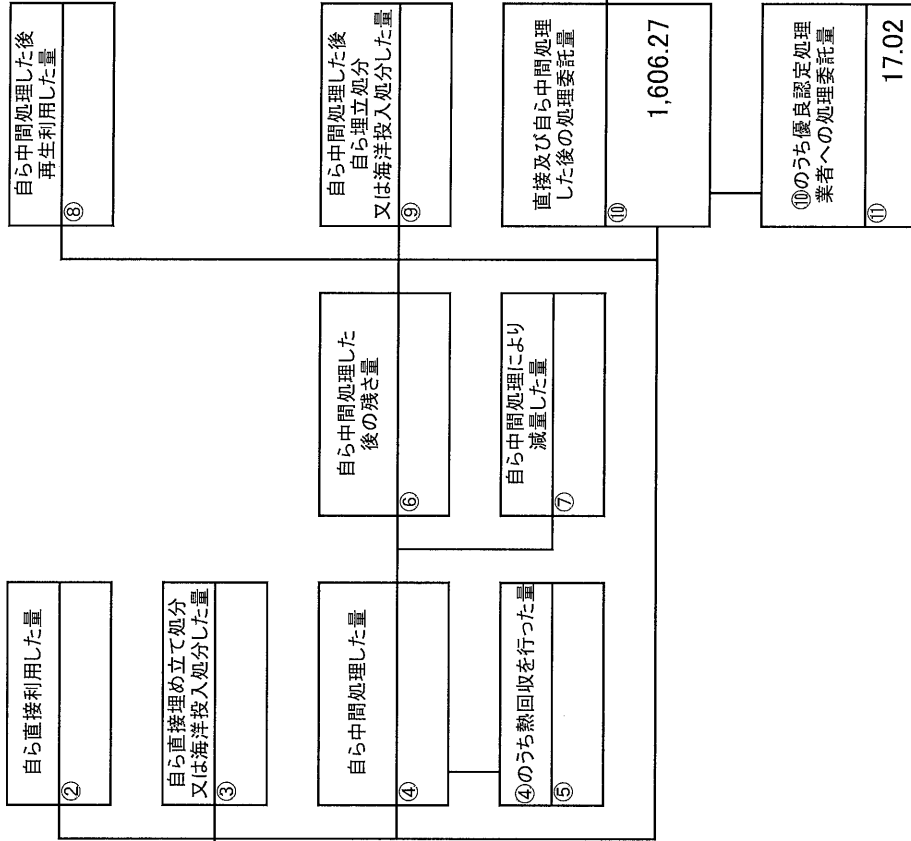 自ら直接利用した量
②
自ら直接埋め立て処分
又は海洋投入処分した量
③
自ら中間処理した量
④
④のうち熱回収を行った量
⑤
自ら中間処理した
後の残さ量
⑥
自ら中間処理により
減量した量
⑦
自ら中間処理した後
再生利用した量
⑧
自ら中間処理した後
自ら埋立処分
又は海洋投入処分した量
⑨
直接及び自ら中間処理
した後の処理委託量
⑩
1,606.27
⑩のうち優良認定処理
業者への処理委託量
⑪
17.02